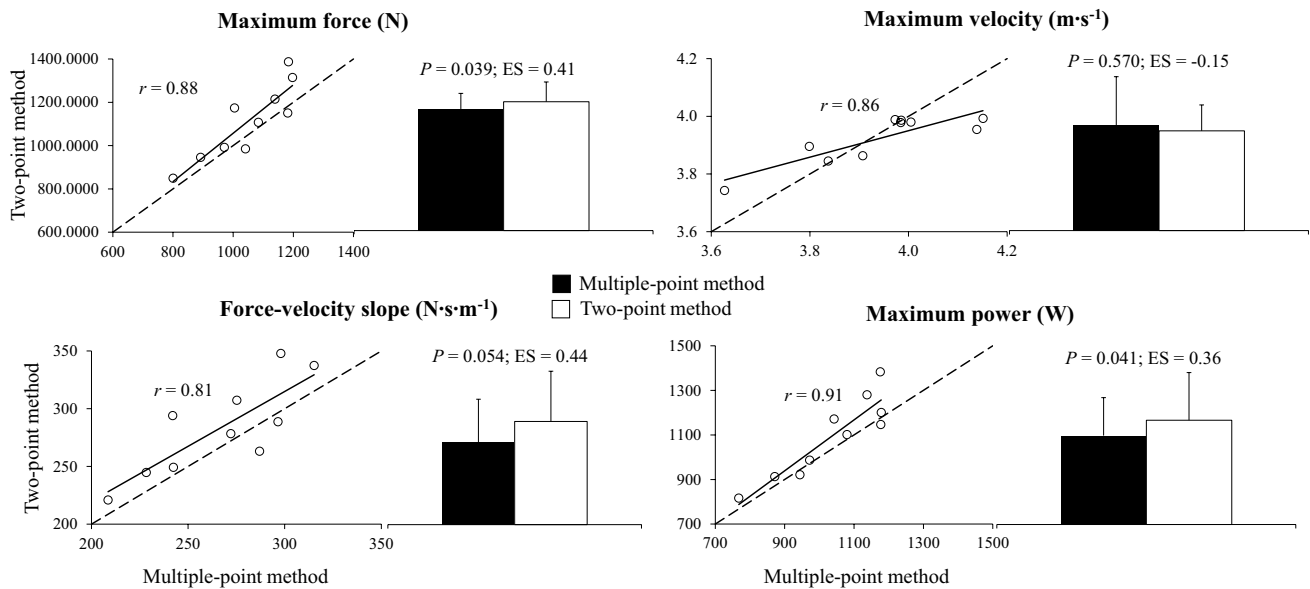 Maximum force (N)
1400.0000
1200.0000
1000.0000
800.0000
600.0000
600
800
1000
1200
1400
Two-point method
r = 0.88
P = 0.039; ES = 0.41
Maximum velocity (m·s-1)
4.2
4.0
3.8
3.6
3.6
3.8
4.0
4.2
r = 0.86
P = 0.570; ES = -0.15
Multiple-point method
Two-point method
Force-velocity slope (N·s·m-1)
350
300
250
200
200
250
300
350
Two-point method
Multiple-point method
r = 0.81
P = 0.054; ES = 0.44
Maximum power (W)
1500
1300
1100
900
700
700
900
1100
1300
1500
Multiple-point method
r = 0.91
P = 0.041; ES = 0.36